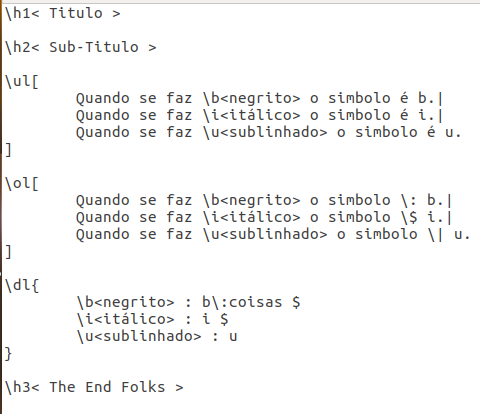 \h1< Titulo >
\h2< Sub-Titulo >
\ul[
Quando se faz \b<negrito> o simbolo é b.|
Quando se faz \i<itálico> o simbolo é i.|
Quando se faz \u<sublinhado> o simbolo é u.
]
\ol[
Quando se faz \b<negrito> o simbolo \: b.|
Quando se faz \i<itálico> o simbolo \$ i.|
Quando se faz \u<sublinhado> o simbolo \| u.
]
\dl{
\b<negrito> : b\:coisas $
\i<itálico> : i $
\u<sublinhado> : u
}
\h3< The End Folks >